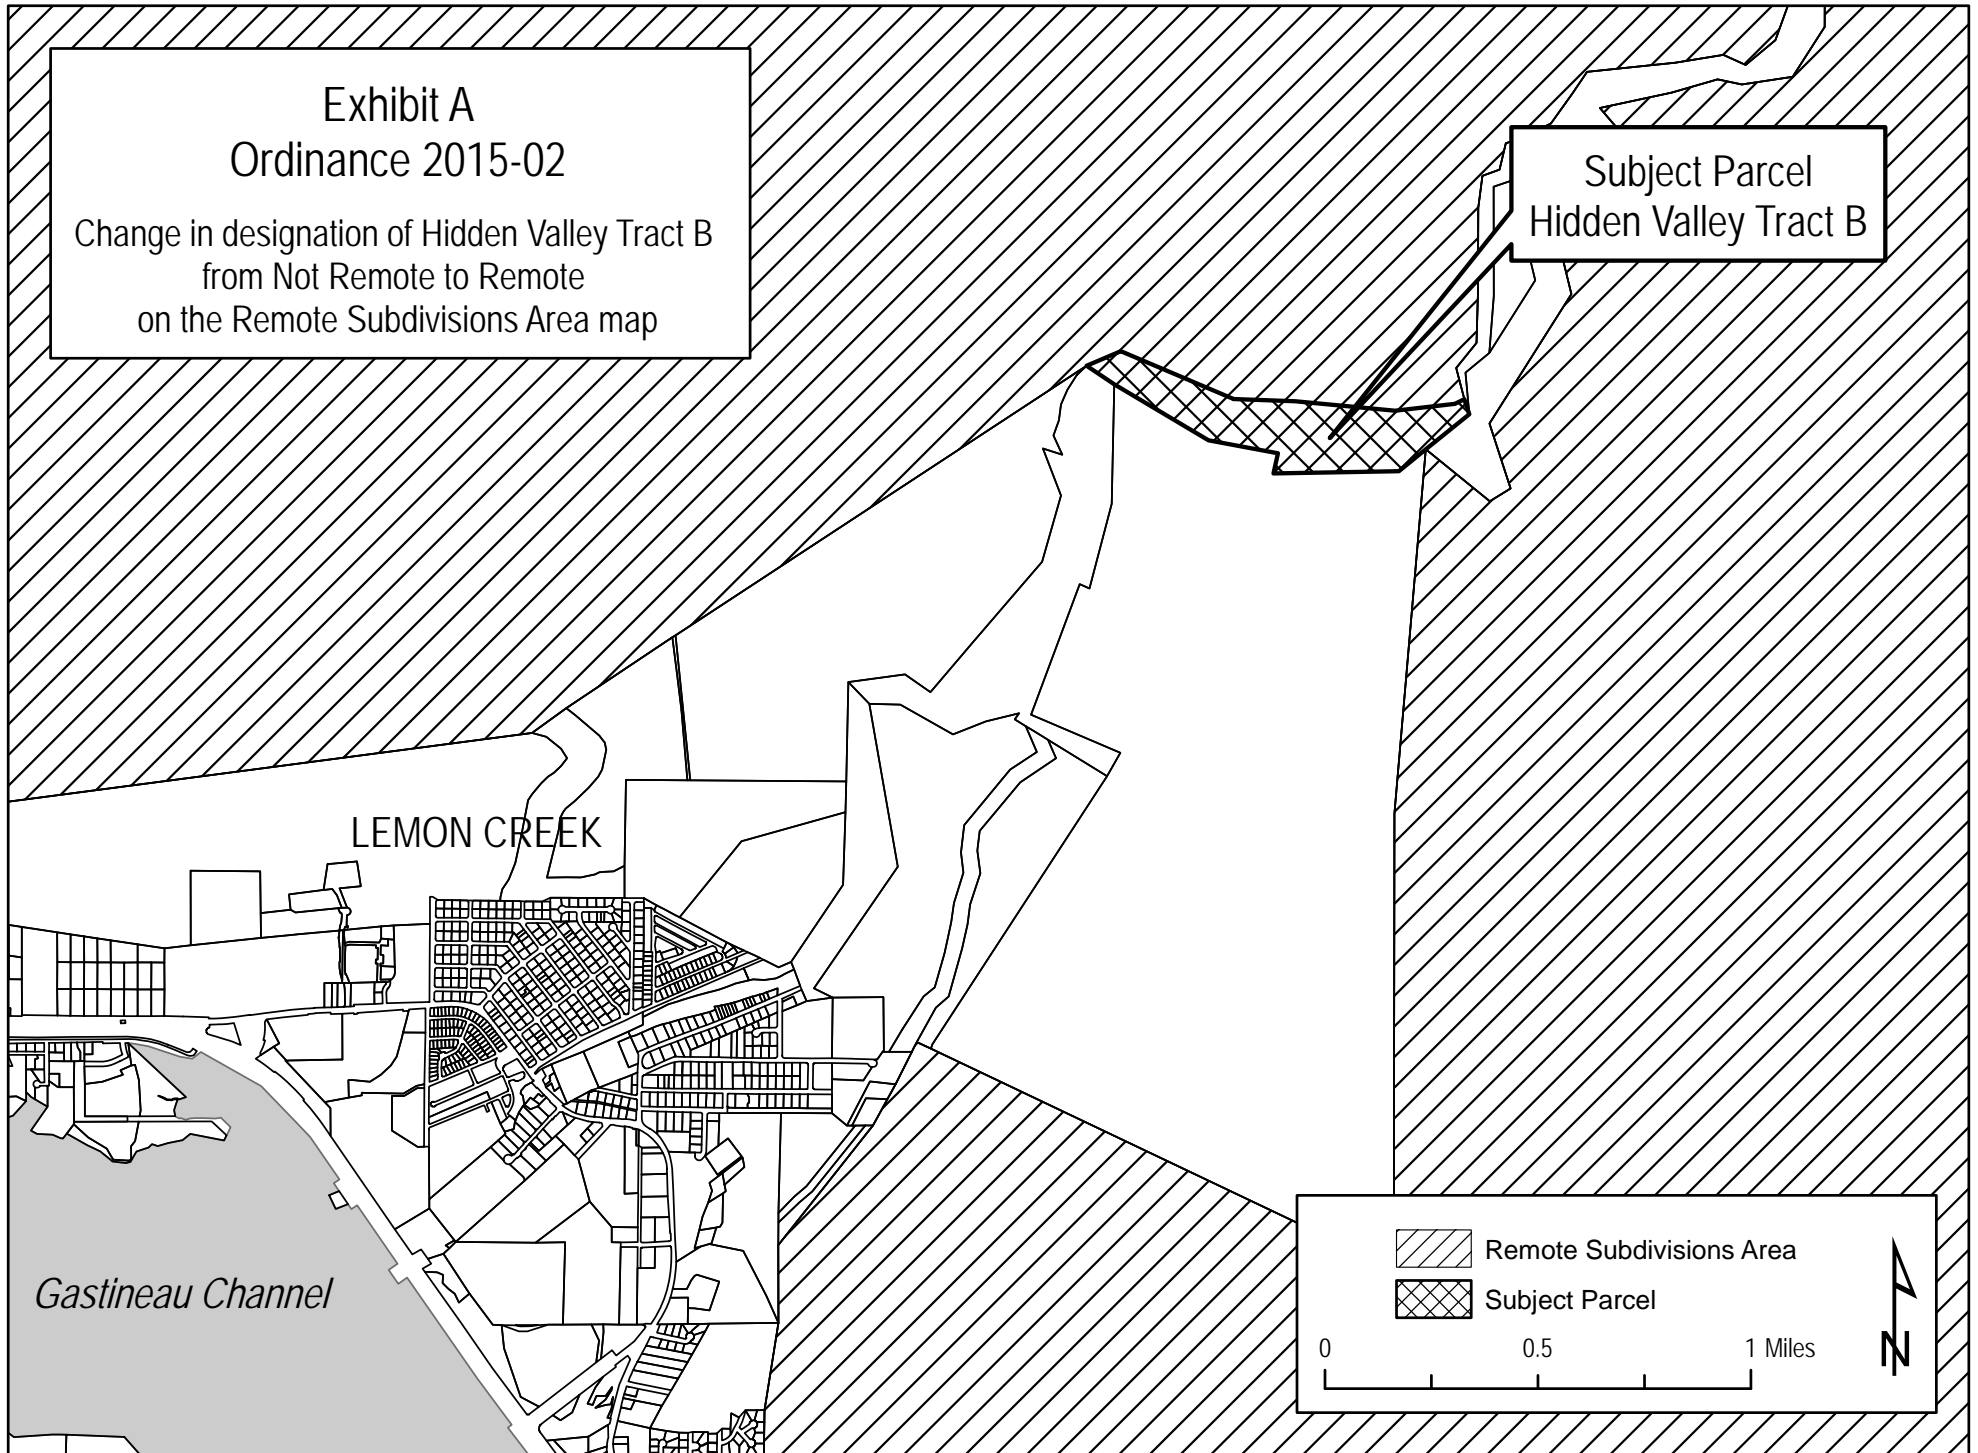 Exhibit A
Ordinance 2015-02
Change in designation of Hidden Valley Tract B
from Not Remote to Remote
on the Remote Subdivisions Area map
Subject Parcel
Hidden Valley Tract B
LEMON CREEK
Gastineau Channel
Remote Subdivisions Area
Subject Parcel
0 0.5 1 Miles
N